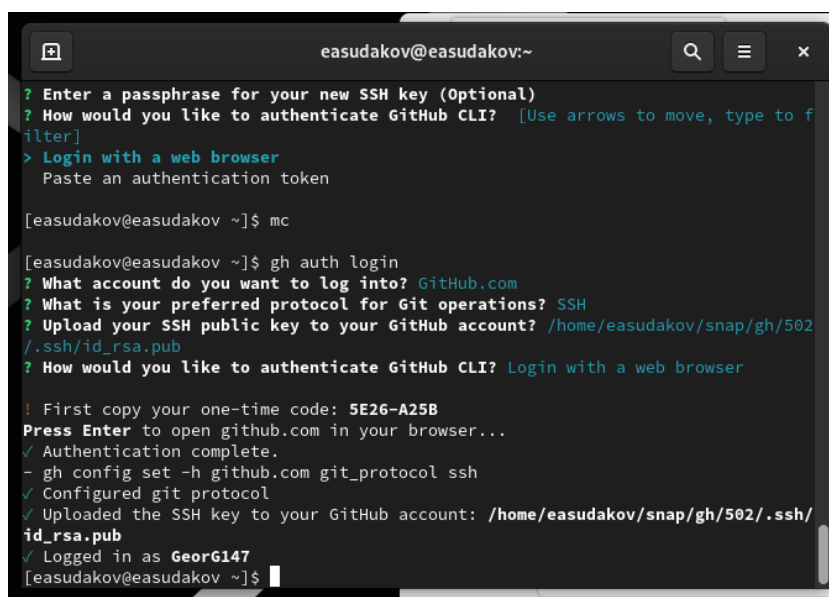 easudakov@easudakov:~
? Enter a passphrase for your new SSH key (Optional)
? How would you like to authenticate GitHub CLI?  [Use arrows to move, type to f
ilter]
> Login with a web browser
  Paste an authentication token
[easudakov@easudakov ~]$ mc
[easudakov@easudakov ~]$ gh auth login
? What account do you want to log into? GitHub.com
? What is your preferred protocol for Git operations? SSH
? Upload your SSH public key to your GitHub account? /home/easudakov/snap/gh/502
/.ssh/id_rsa.pub
? How would you like to authenticate GitHub CLI? Login with a web browser
! First copy your one-time code: 5E26-A25B
Press Enter to open github.com in your browser...
✓ Authentication complete.
- gh config set -h github.com git_protocol ssh
✓ Configured git protocol
✓ Uploaded the SSH key to your GitHub account: /home/easudakov/snap/gh/502/.ssh/
id_rsa.pub
✓ Logged in as GeorG147
[easudakov@easudakov ~]$